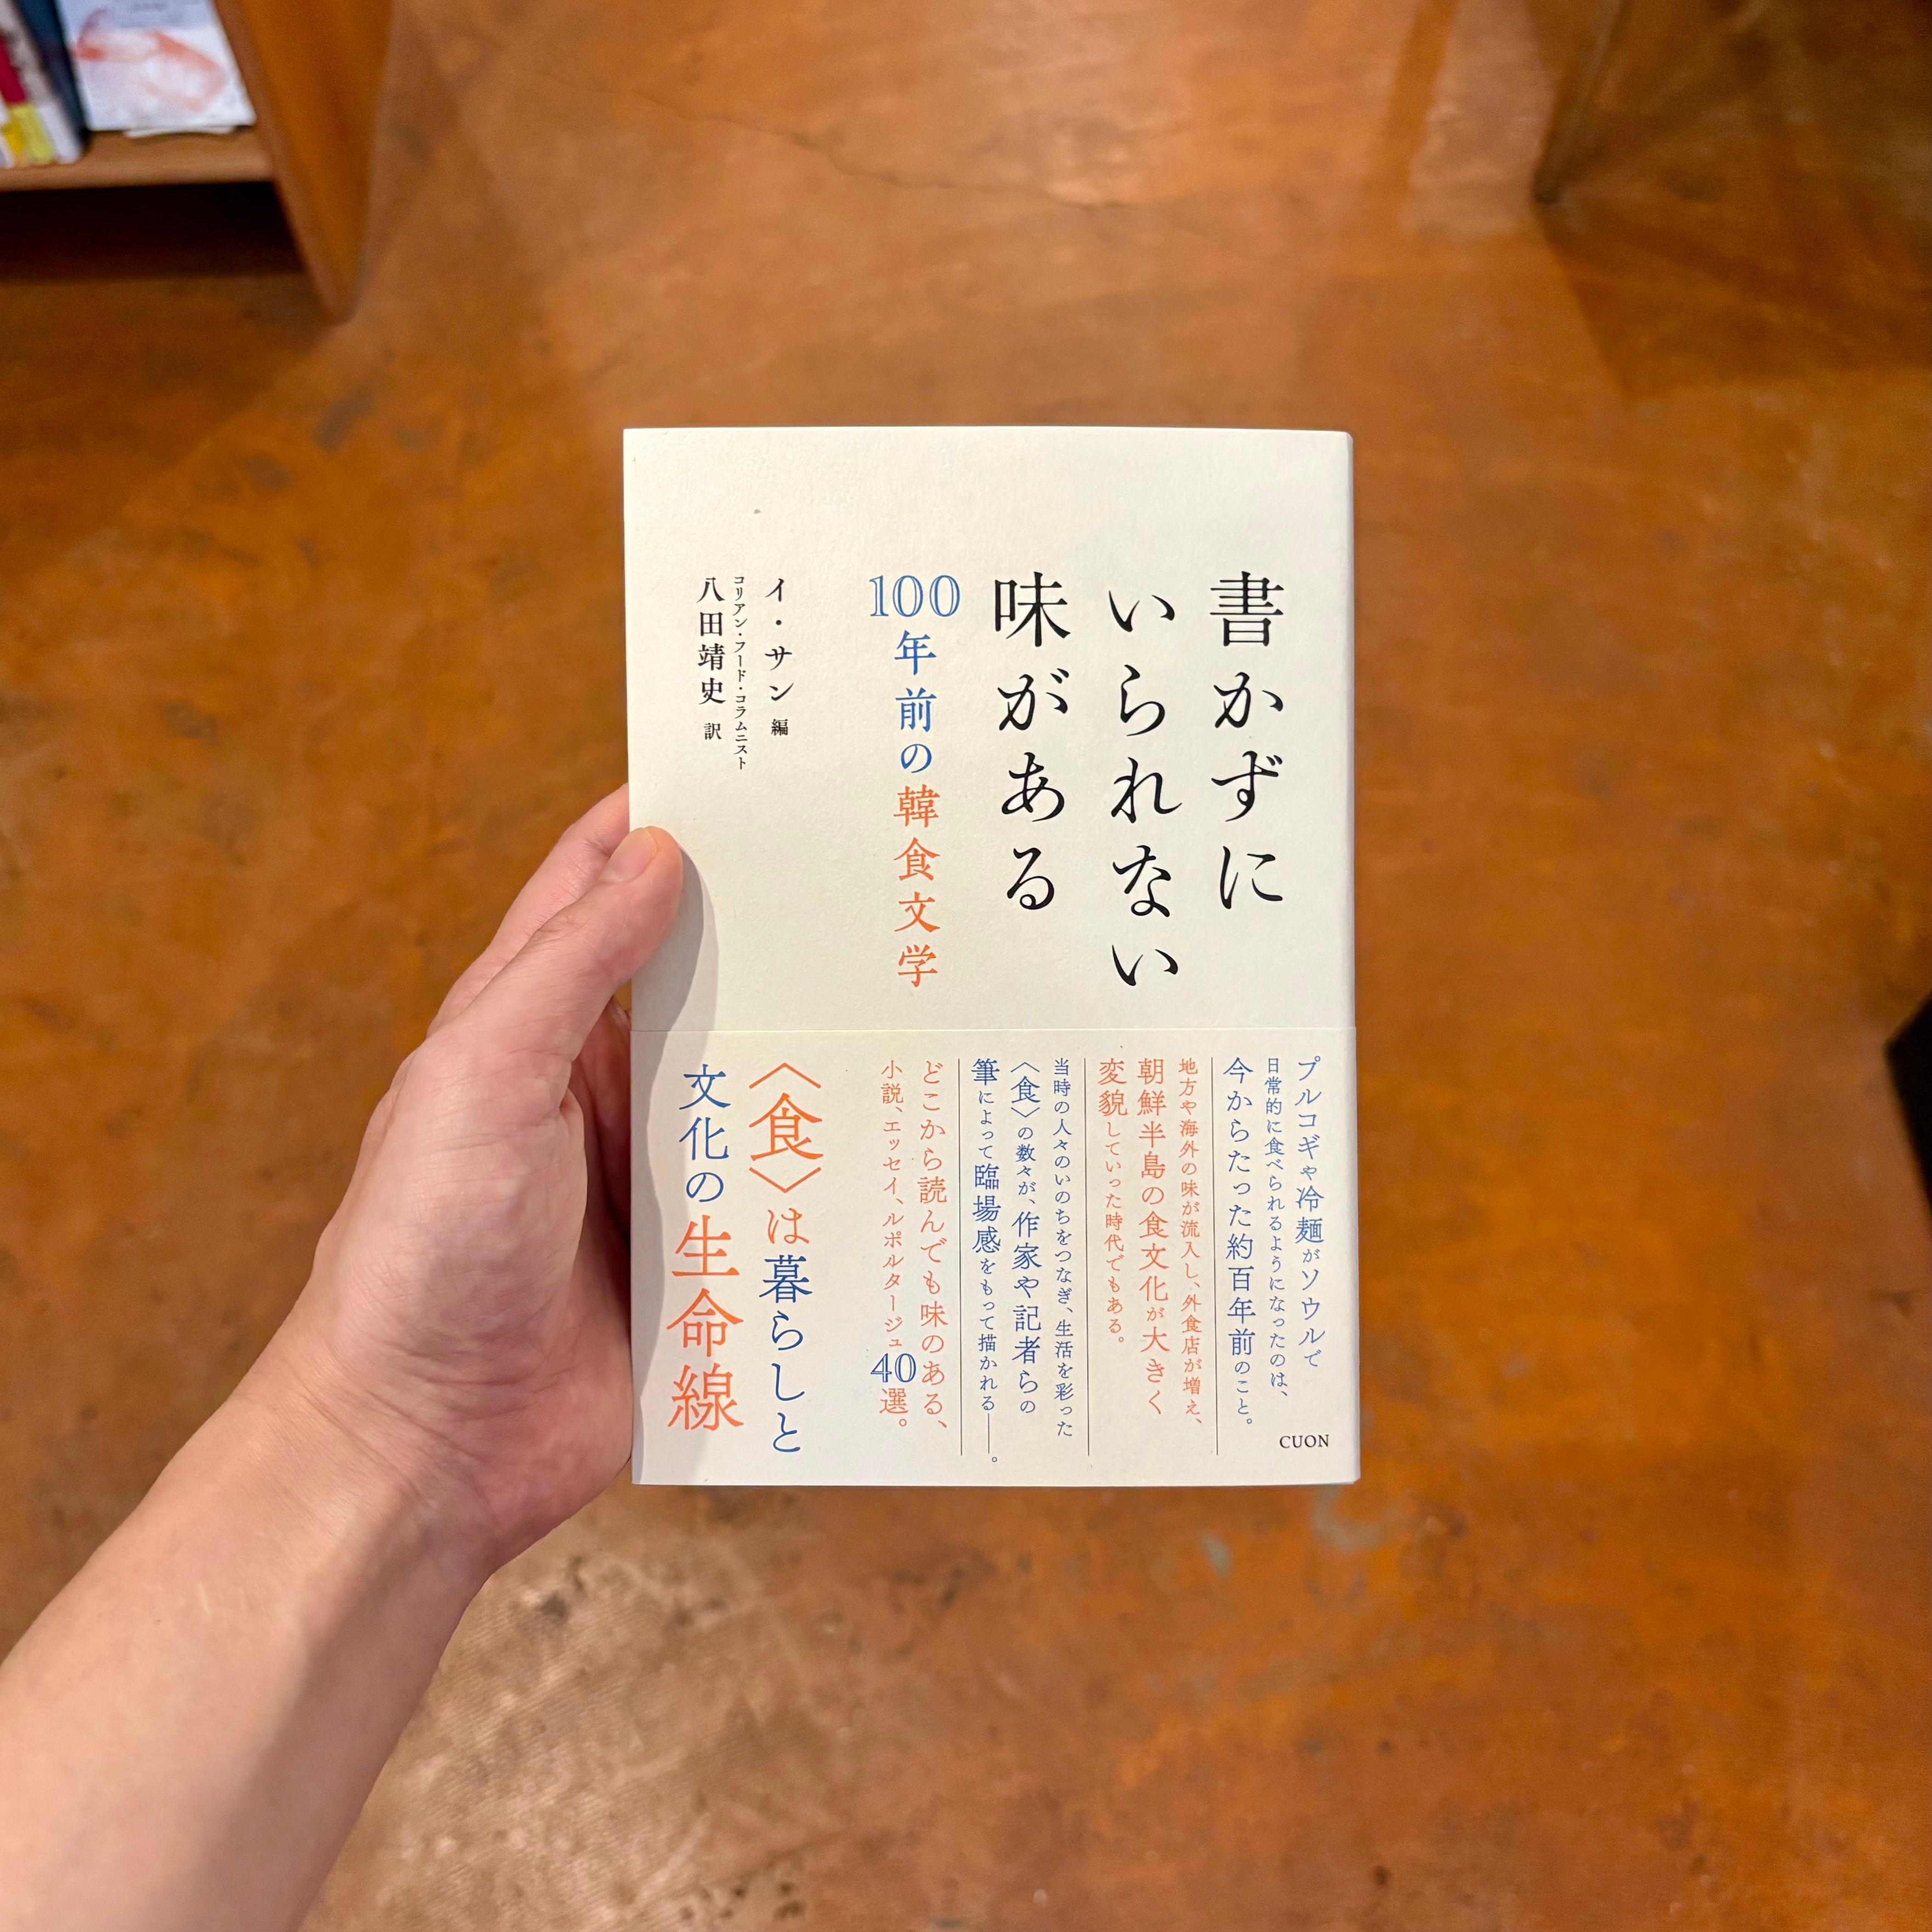 書かずに
いられない
味がある
100年前の韓食文学
イ・サン 編
コリアン・フード・コラムニスト
八田靖史 訳
プルコギや冷麺がソウルで
日常的に食べられるようになったのは、
今からたった約百年前のこと。
地方や海外の味が流入し、外食店が増え、
朝鮮半島の食文化が大きく
変貌していった時代でもある。
当時の人々のいのちをつなぎ、生活を彩った
〈食〉の数々が、作家や記者らの
筆によって臨場感をもって描かれる――。
どこから読んでも味のある、
小説、エッセイ、ルポルタージュ40選。
〈食〉は暮らしと
文化の生命線
CUON